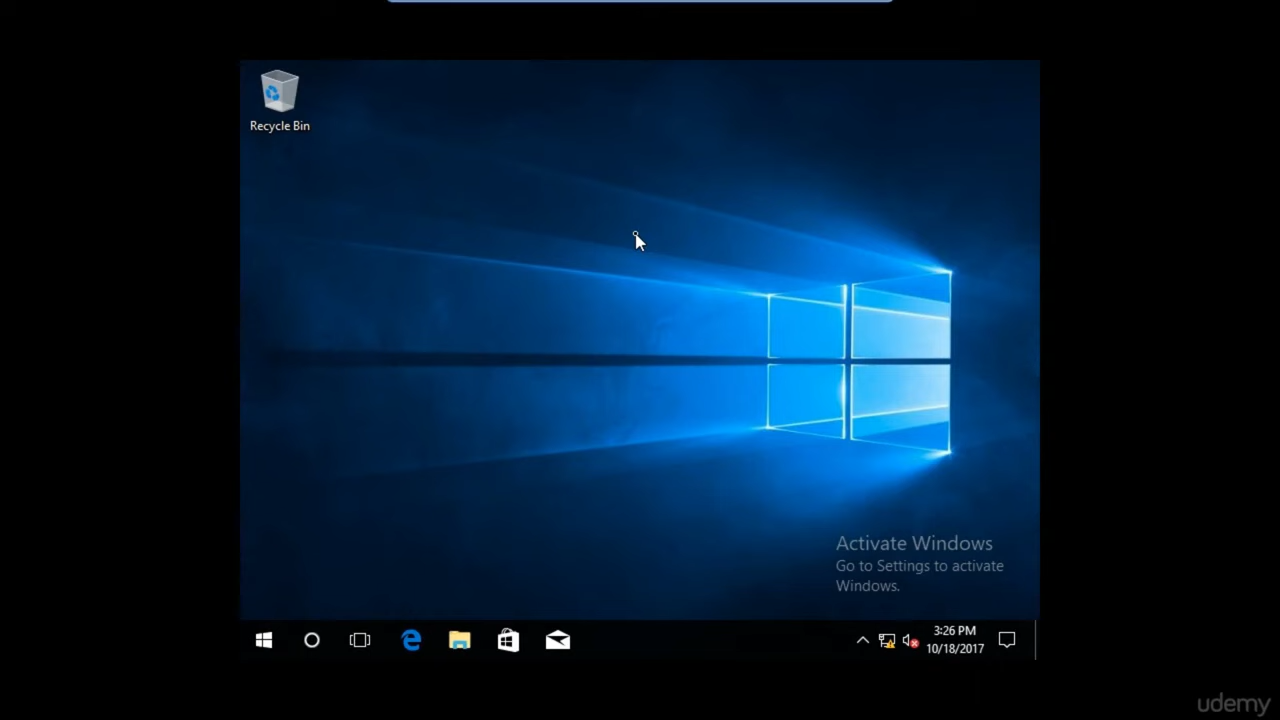 Recycle Bin
Activate Windows
Go to Settings to activate
Windows.
3:26 PM
10/18/2017
udemy